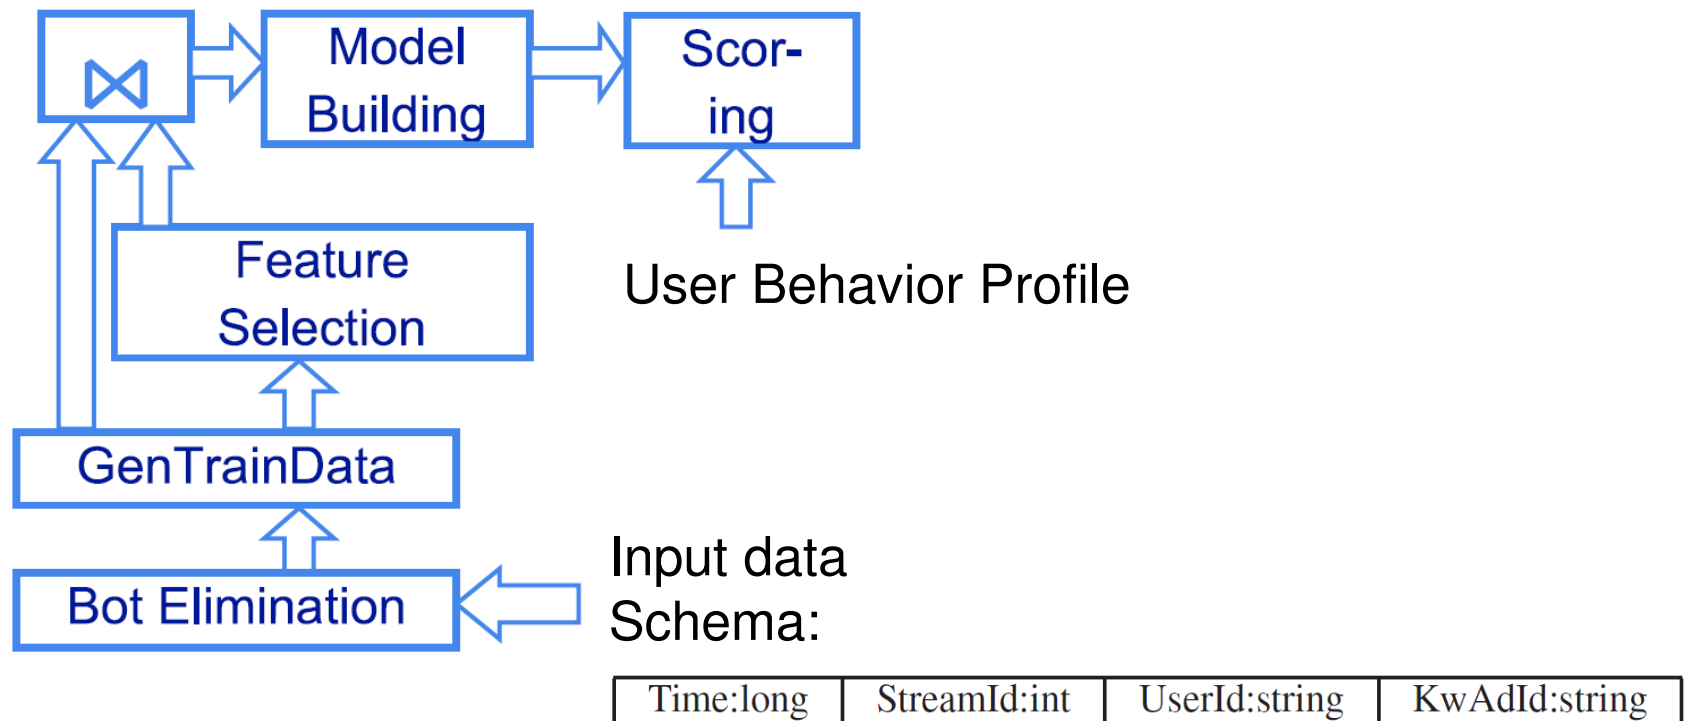 ⋈
Model
Building
Scor-
ing
Feature
Selection
User Behavior Profile
GenTrainData
Bot Elimination
Input data
Schema:
Time:long StreamId:int UserId:string KwAdId:string